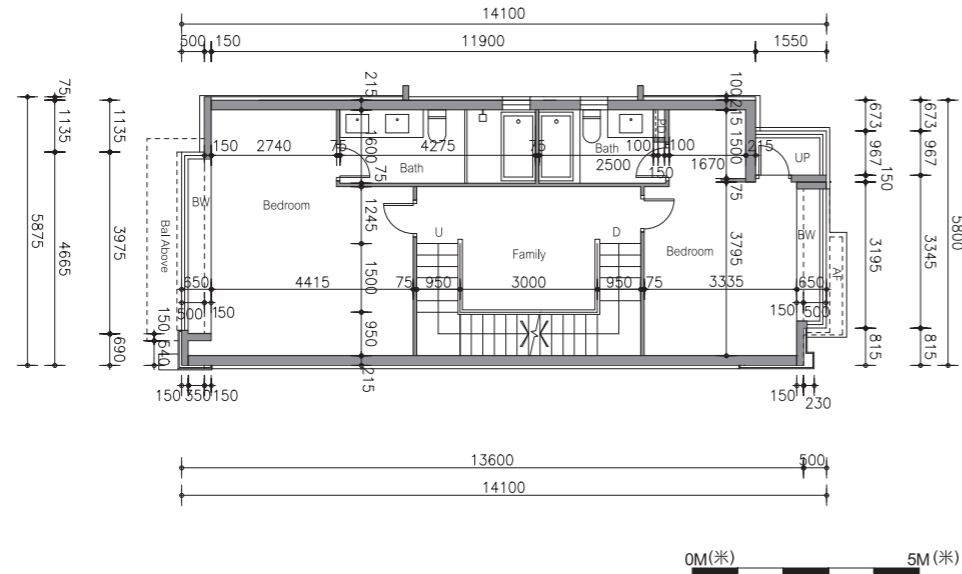 14100
500 150 11900 1550
75 215 100
1135 1135 215 673 673
PD
1600 1500
150 2740 75 4275 75 Bath 100 100 215 967 967
Bath 2500 150 1670 UP
75 75 150
BW Bedroom
Bal Above
1245 U Family D Bedroom BW
5875 4665 3975 3795 3195 3345 5800
1500 AF
650 4415 75 950 3000 950 75 3335 650
500 150 150 500
150 950
690 540 815 815
215
150 350 150 150 230
13600 500
14100
0M(米) 5M(米)